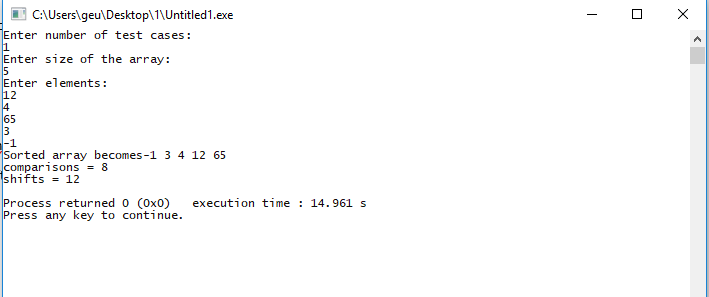 C:\Users\geu\Desktop\1\Untitled1.exe
Enter number of test cases:
1
Enter size of the array:
5
Enter elements:
12
4
65
3
-1
Sorted array becomes-1 3 4 12 65
comparisons = 8
shifts = 12
Process returned 0 (0x0)   execution time : 14.961 s
Press any key to continue.